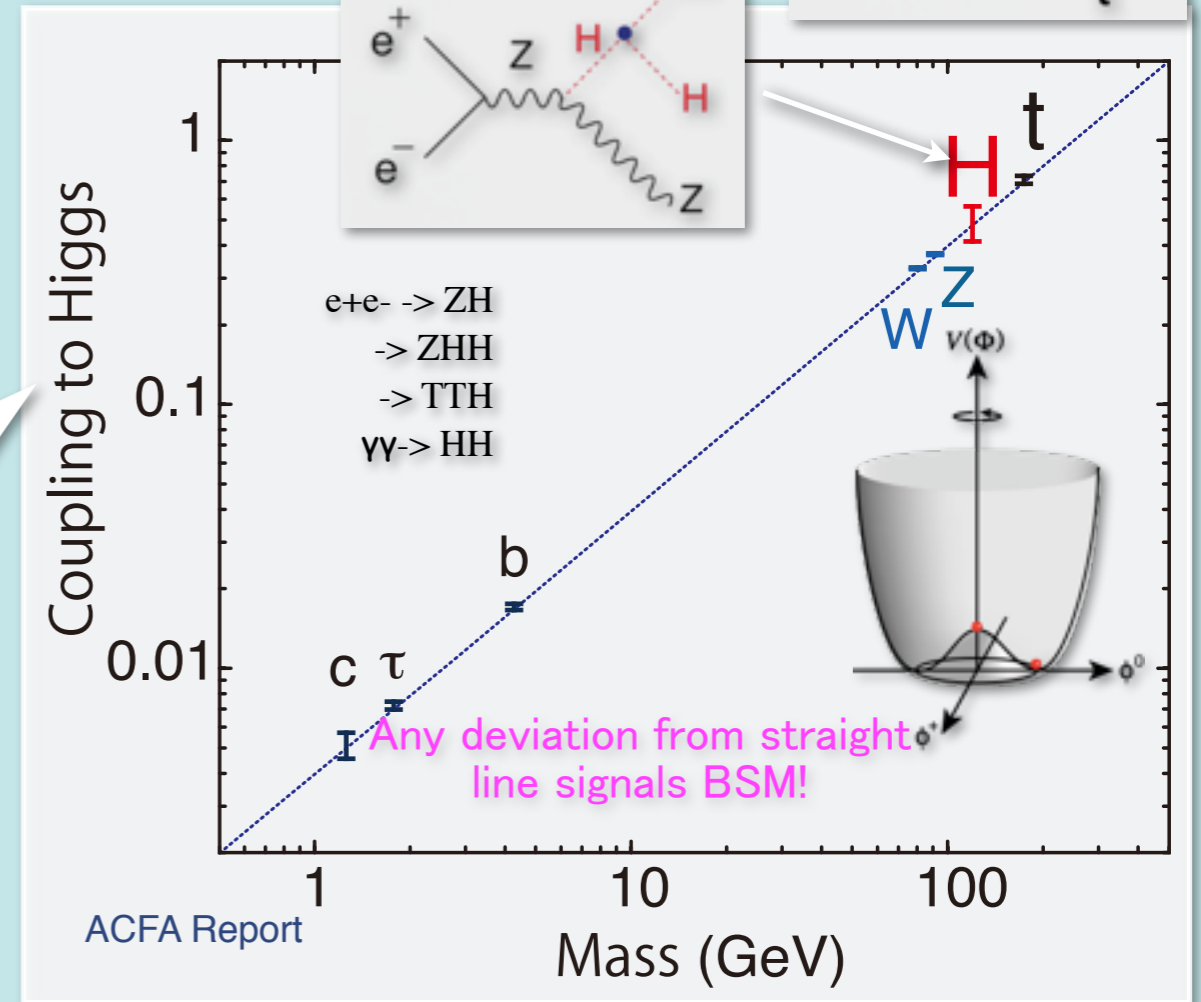 e+
Z
H
H
e−
Z
1
0.1
0.01
Coupling to Higgs
H
t
Z
W
e+e- -> ZH
-> ZHH
-> TTH
γγ-> HH
V(Φ)
ϕ⁰
ϕ⁺
b
c
τ
Any deviation from straight
line signals BSM!
1
10
100
Mass (GeV)
ACFA Report